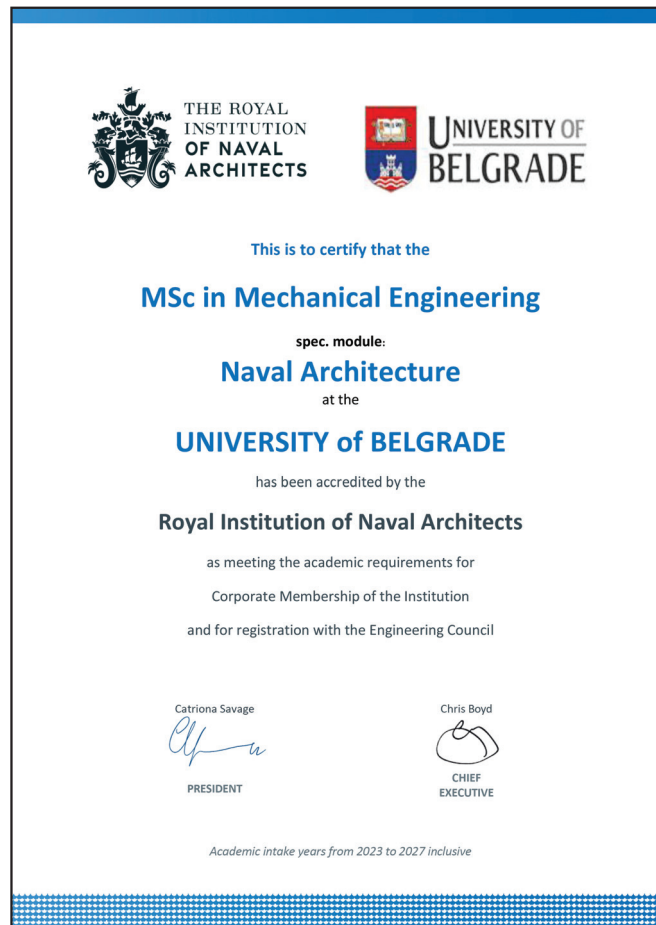 THE ROYAL
INSTITUTION
OF NAVAL
ARCHITECTS
UNIVERSITY OF
BELGRADE
This is to certify that the
MSc in Mechanical Engineering
spec. module:
Naval Architecture
at the
UNIVERSITY of BELGRADE
has been accredited by the
Royal Institution of Naval Architects
as meeting the academic requirements for
Corporate Membership of the Institution
and for registration with the Engineering Council
Catriona Savage
PRESIDENT
Chris Boyd
CHIEF
EXECUTIVE
Academic intake years from 2023 to 2027 inclusive